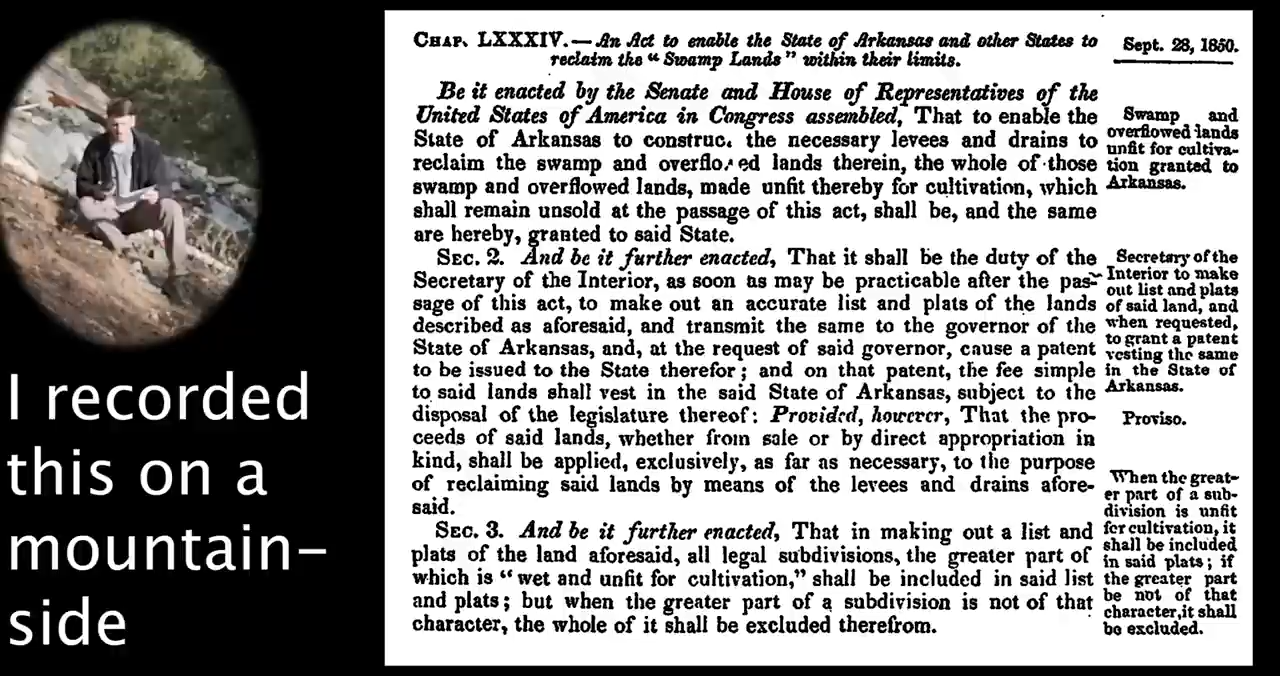 I recorded
this on a
mountain-
side
CHAP. LXXXIV.—An Act to enable the State of Arkansas and other States to
reclaim the “Swamp Lands” within their limits.
Sept. 28, 1850.
Be it enacted by the Senate and House of Representatives of the
United States of America in Congress assembled, That to enable the
State of Arkansas to construc. the necessary levees and drains to
reclaim the swamp and overflo ed lands therein, the whole of those
swamp and overflowed lands, made unfit thereby for cultivation, which
shall remain unsold at the passage of this act, shall be, and the same
are hereby, granted to said State.
Swamp and
overflowed lands
unfit for cultiva-
tion granted to
Arkansas.
SEC. 2. And be it further enacted, That it shall be the duty of the
Secretary of the Interior, as soon as may be practicable after the pas-
sage of this act, to make out an accurate list and plats of the lands
described as aforesaid, and transmit the same to the governor of the
State of Arkansas, and, at the request of said governor, cause a patent
to be issued to the State therefor; and on that patent, the fee simple
to said lands shall vest in the said State of Arkansas, subject to the
disposal of the legislature thereof: Provided, however, That the pro-
ceeds of said lands, whether from sale or by direct appropriation in
kind, shall be applied, exclusively, as far as necessary, to the purpose
of reclaiming said lands by means of the levees and drains afore-
said.
Secretary of the
Interior to make
out list and plats
of said land, and
when requested,
to grant a patent
vesting the same
in the State of
Arkansas.
Proviso.
SEC. 3. And be it further enacted, That in making out a list and
plats of the land aforesaid, all legal subdivisions, the greater part of
which is “wet and unfit for cultivation,” shall be included in said list
and plats; but when the greater part of a subdivision is not of that
character, the whole of it shall be excluded therefrom.
When the great-
er part of a sub-
division is unfit
for cultivation, it
shall be included
in said plats; if
the greater part
be not of that
character, it shall
be excluded.